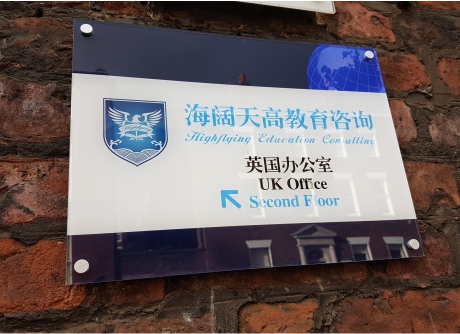 海阔天高教育咨询
Highflying Education Consulting
英国办公室
UK Office
Second Floor